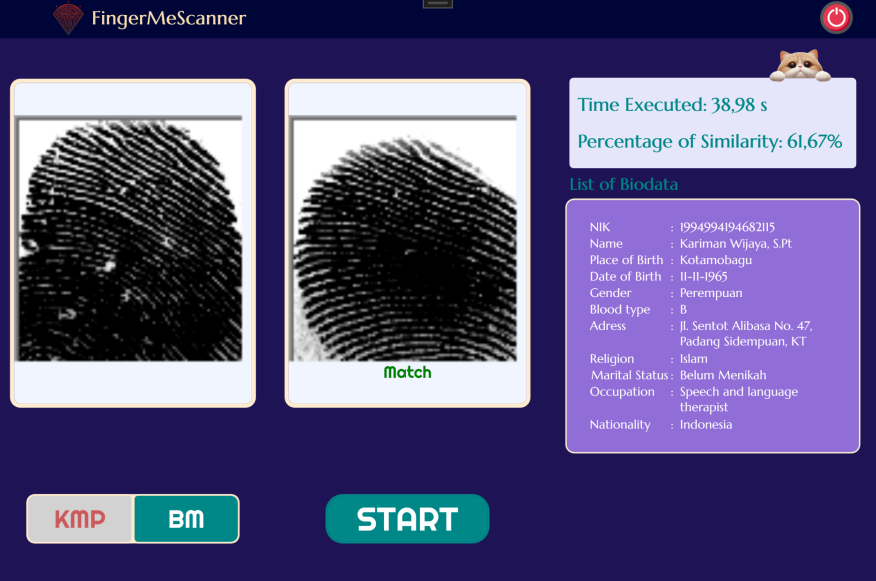 FingerMeScanner
Time Executed: 38,98 s
Percentage of Similarity: 61,67%
List of Biodata
NIK : 1994994194682115
Name : Kariman Wijaya, S.Pt
Place of Birth : Kotamobagu
Date of Birth : 11-11-1965
Gender : Perempuan
Blood type : B
Adress : Jl. Sentot Alibasa No. 47,
Padang Sidempuan, KT
Religion : Islam
Marital Status : Belum Menikah
Occupation : Speech and language
therapist
Nationality : Indonesia
Match
KMP BM START